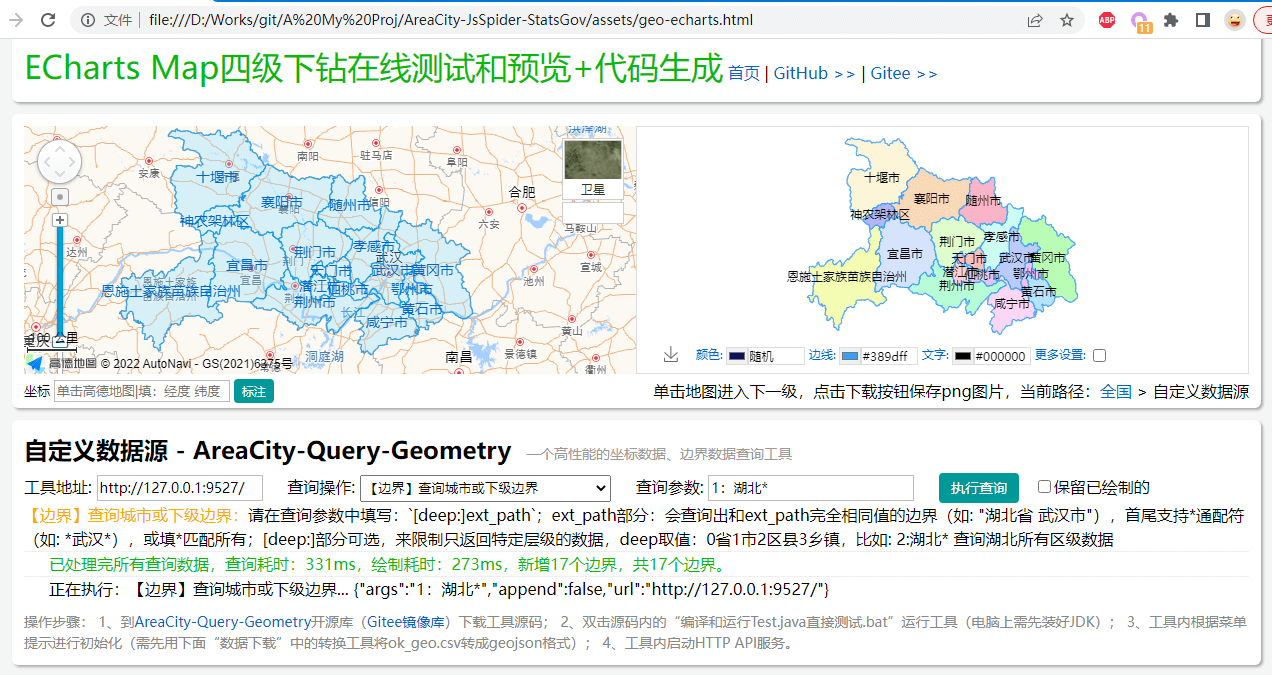 文件 file:///D:/Works/git/A%20My%20Proj/AreaCity-JsSpider-StatsGov/assets/geo-echarts.html
ABP
11
ECharts Map四级下钻在线测试和预览+代码生成 首页 | GitHub >> | Gitee >>
洪泽湖
南阳
驻马店
阜阳
安康
十堰市
卫星
合肥
襄阳市
随州市
信阳
六安
神农架林区
马鞍山
达州
荆门市
孝感市
武汉
宣城
宜昌市
天门市
武汉市
黄冈市
宜昌
池州
恩施土家族苗族自治州
潜江市
仙桃市
鄂州市
荆州市
黄石市
长江
咸宁市
黄山
100 公里
洞庭湖
南昌
景德镇
衢州
高德地图 © 2022 AutoNavi - GS(2021)6375号
十堰市
襄阳市
随州市
神农架林区
荆门市
孝感市
宜昌市
天门市
武汉市
黄冈市
恩施土家族苗族自治州
潜江市
仙桃市
鄂州市
荆州市
黄石市
咸宁市
颜色: 随机 边线: #389dff 文字: #000000 更多设置:
坐标 单击高德地图|填: 经度 纬度 标注
单击地图进入下一级，点击下载按钮保存png图片，当前路径：全国 > 自定义数据源
自定义数据源 - AreaCity-Query-Geometry 一个高性能的坐标数据、边界数据查询工具
工具地址: http://127.0.0.1:9527/ 查询操作: 【边界】查询城市或下级边界 查询参数: 1: 湖北* 执行查询 保留已绘制的
【边界】查询城市或下级边界：请在查询参数中填写：`[deep:]ext_path`；ext_path部分：会查询出和ext_path完全相同值的边界（如: "湖北省 武汉市"），首尾支持*通配符
（如: *武汉*），或填*匹配所有；[deep:]部分可选，来限制只返回特定层级的数据，deep取值：0省1市2区县3乡镇，比如: 2:湖北* 查询湖北所有区级数据
已处理完所有查询数据，查询耗时：331ms，绘制耗时：273ms，新增17个边界，共17个边界。
正在执行：【边界】查询城市或下级边界... {"args":"1: 湖北*","append":false,"url":"http://127.0.0.1:9527/"}
操作步骤： 1、到AreaCity-Query-Geometry开源库（Gitee镜像库）下载工具源码； 2、双击源码内的“编译和运行Test.java直接测试.bat”运行工具（电脑上需先装好JDK）； 3、工具内根据菜单
提示进行初始化（需先用下面“数据下载”中的转换工具将ok_geo.csv转成geojson格式）； 4、工具内启动HTTP API服务。